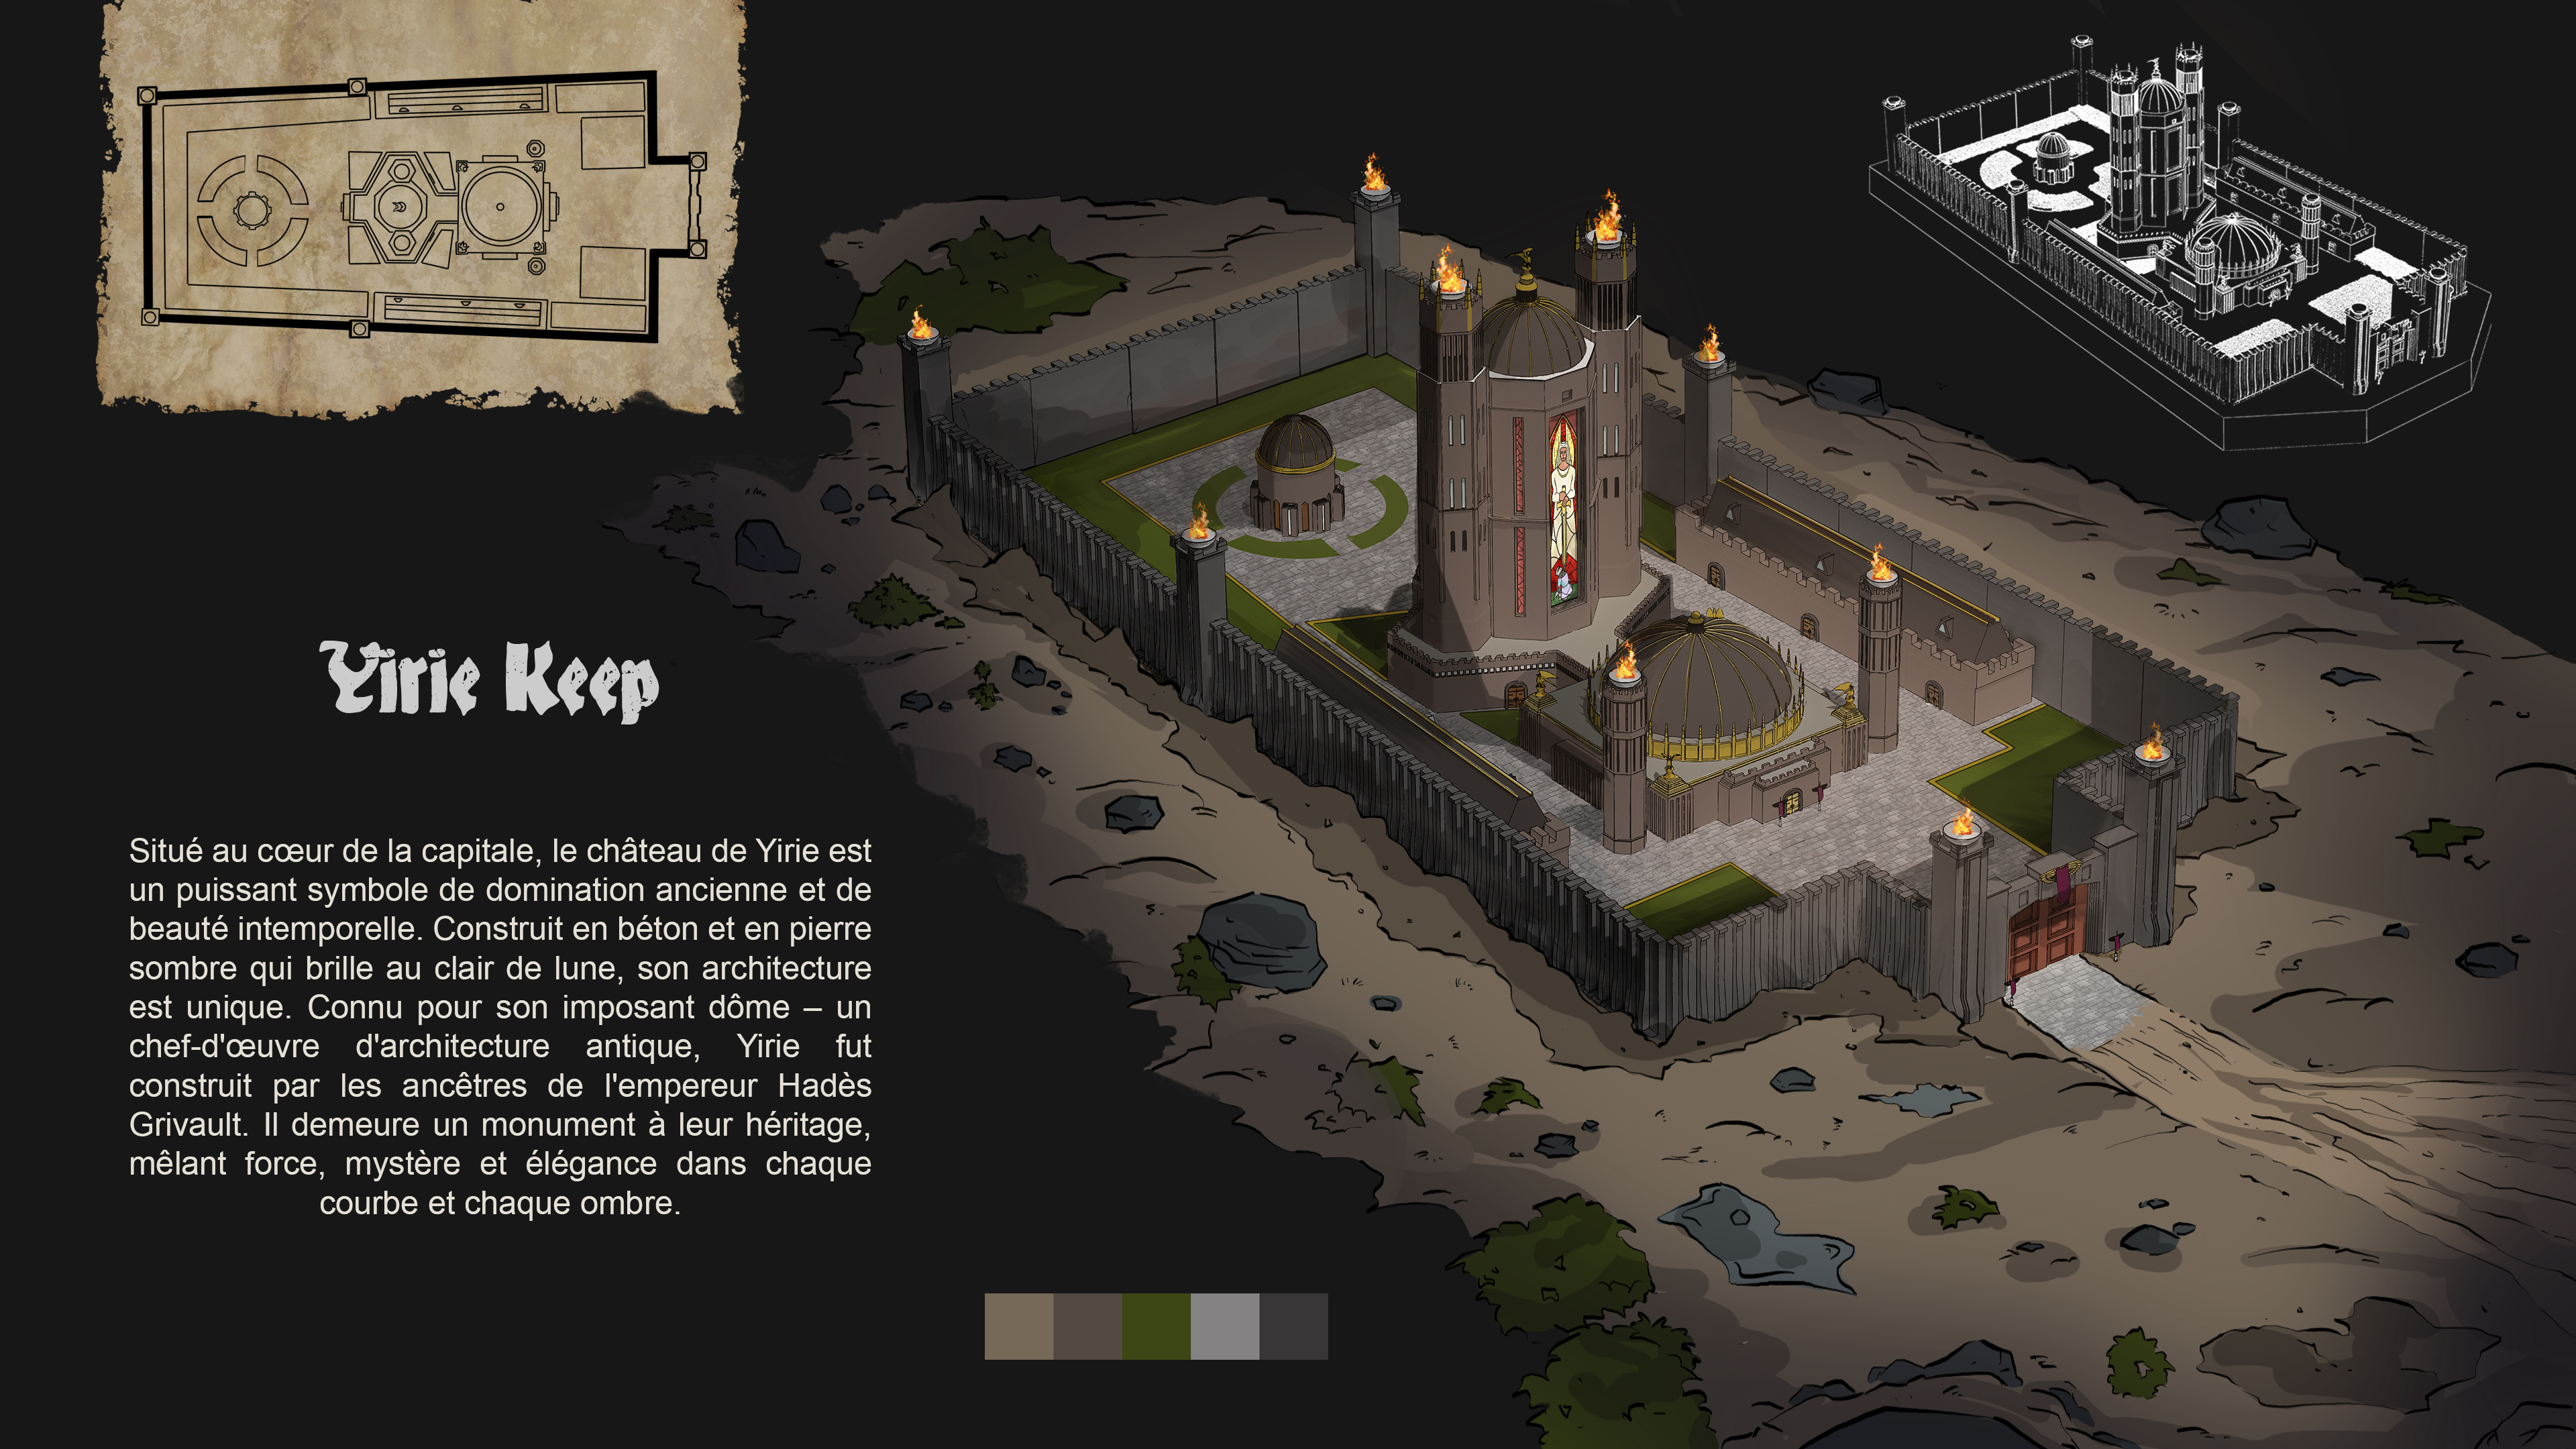 Yirie Keep
Situé au cœur de la capitale, le château de Yirie est
un puissant symbole de domination ancienne et de
beauté intemporelle. Construit en béton et en pierre
sombre qui brille au clair de lune, son architecture
est unique. Connu pour son imposant dôme – un
chef-d'œuvre d'architecture antique, Yirie fut
construit par les ancêtres de l'empereur Hadès
Grivault. Il demeure un monument à leur héritage,
mêlant force, mystère et élégance dans chaque
courbe et chaque ombre.